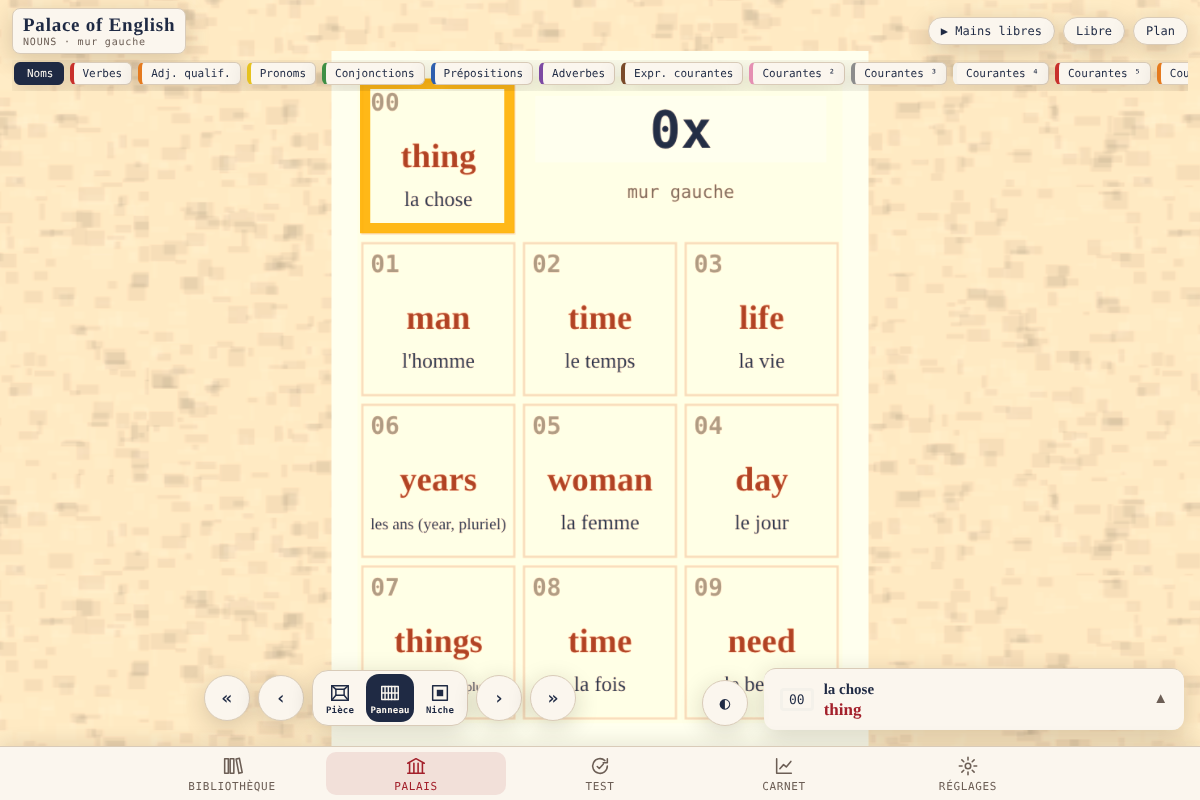 Palace of English
NOUNS · mur gauche
▶ Mains libres
Libre
Plan
Noms
Verbes
Adj. qualif.
Pronoms
Conjonctions
Prépositions
Adverbes
Expr. courantes
Courantes ²
Courantes ³
Courantes ⁴
Courantes ⁵
00
thing
la chose
0x
mur gauche
01
man
l'homme
02
time
le temps
03
life
la vie
06
years
les ans (year, pluriel)
05
woman
la femme
04
day
le jour
07
things
08
time
la fois
09
need
«
‹
Pièce
Panneau
Niche
›
»
◐
00
la chose
thing
▲
BIBLIOTHÈQUE
PALAIS
TEST
CARNET
RÉGLAGES